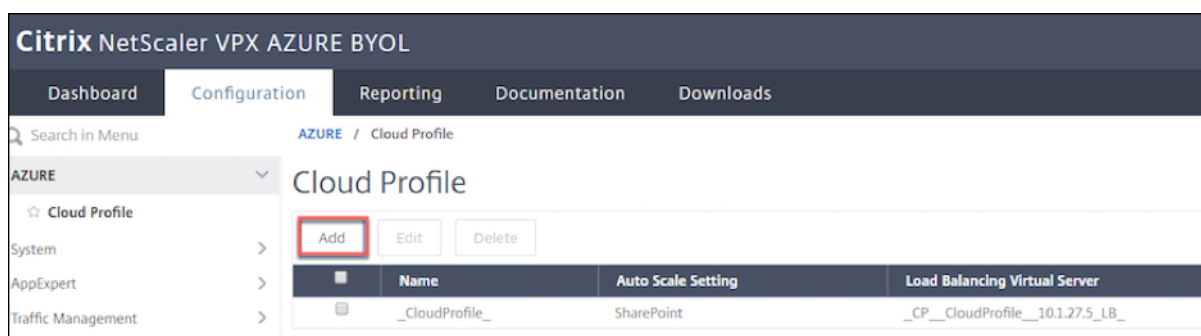 Citrix NetScaler VPX AZURE BYOL
Dashboard Configuration Reporting Documentation Downloads
Search in Menu
AZURE / Cloud Profile
AZURE
Cloud Profile
Cloud Profile
Add Edit Delete
System
Name Auto Scale Setting Load Balancing Virtual Server
AppExpert
_CloudProfile_ SharePoint _CP__CloudProfile__10.1.27.5_LB_
Traffic Management